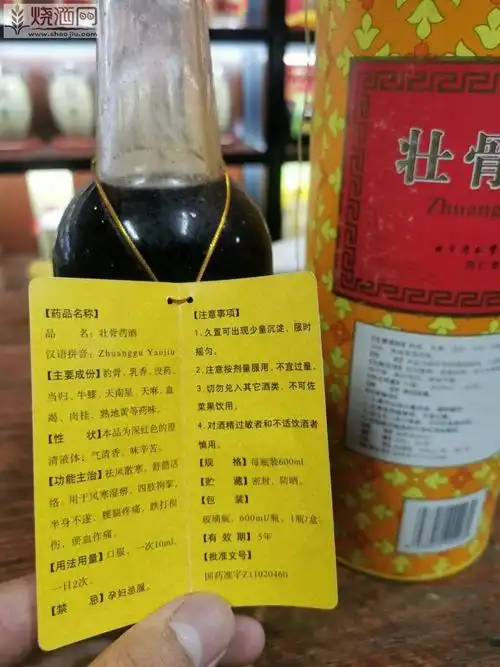 烧酒网
www.shaojiu.com
壮骨
Zhuang
【药品名称】
品 名：壮骨药酒
汉语拼音：Zhuanggu Yaojiu
【主要成份】豹骨、乳香、没药、
当归、牛膝、天南星、天麻、血
竭、肉桂、熟地黄等药味。
【性 状】本品为深红色的澄
清液体；气清香，味辛苦。
【功能主治】祛风散寒，舒筋活
络。用于风寒湿痹，四肢拘挛，
半身不遂，腰腿疼痛，跌打损
伤，瘀血作痛。
【用法用量】口服，一次10ml，
一日2次。
【禁 忌】孕妇忌服。
【注意事项】
1. 久置可出现少量沉淀，服时
摇匀。
2. 注意按剂量服用，不宜过量。
3. 切勿兑入其它酒类，不可佐
菜果饮用。
4. 对酒精过敏者和不适饮酒者
慎用。
【规 格】每瓶装600ml
【贮 藏】密封，防晒。
【包 装】
玻璃瓶，600ml/瓶，1瓶/盒
【有 效 期】5年
【批准文号】
国药准字Z11020460